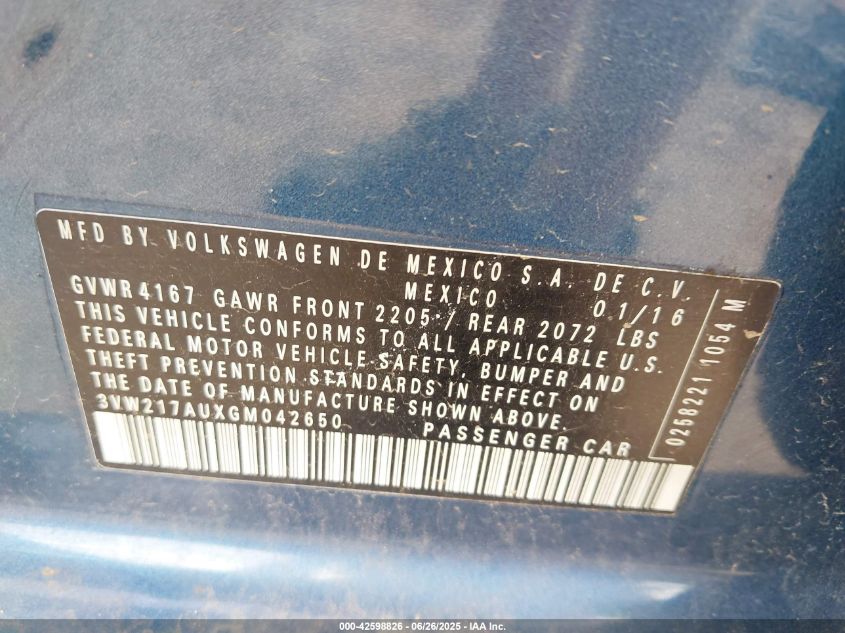 MFD BY VOLKSWAGEN DE MEXICO S.A. DE C.V.
MEXICO 01/16
GVWR 4167 GAWR FRONT 2205 / REAR 2072 LBS
THIS VEHICLE CONFORMS TO ALL APPLICABLE U.S.
FEDERAL MOTOR VEHICLE SAFETY, BUMPER AND
THEFT PREVENTION STANDARDS IN EFFECT ON
THE DATE OF MANUFACTURE SHOWN ABOVE.
3VW217AUXGM042650 PASSENGER CAR
0258221 1054 M
000-42598826 - 06/26/2025 - IAA Inc.